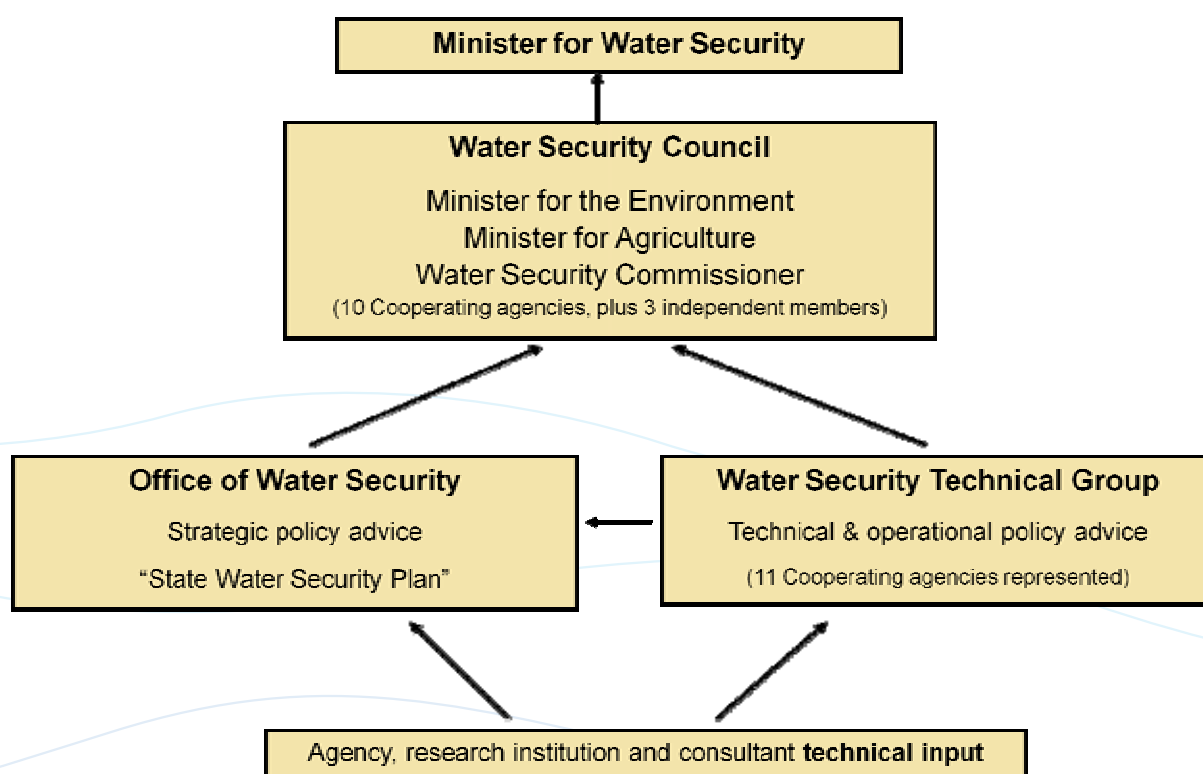 Minister for Water Security
Water Security Council
Minister for the Environment
Minister for Agriculture
Water Security Commissioner
(10 Cooperating agencies, plus 3 independent members)
Office of Water Security
Strategic policy advice
“State Water Security Plan”
Water Security Technical Group
Technical & operational policy advice
(11 Cooperating agencies represented)
Agency, research institution and consultant technical input